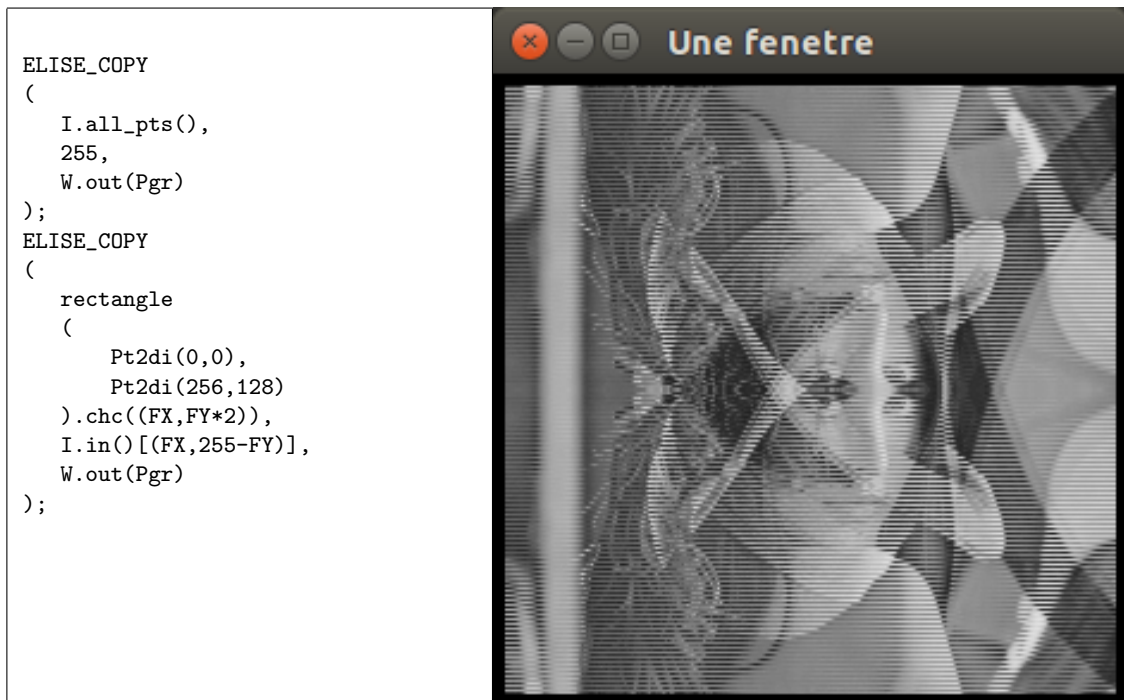 ELISE_COPY
(
   I.all_pts(),
   255,
   W.out(Pgr)
);
ELISE_COPY
(
   rectangle
   (
       Pt2di(0,0),
       Pt2di(256,128)
   ).chc((FX,FY*2)),
   I.in()[(FX,255-FY)],
   W.out(Pgr)
);
Une fenetre